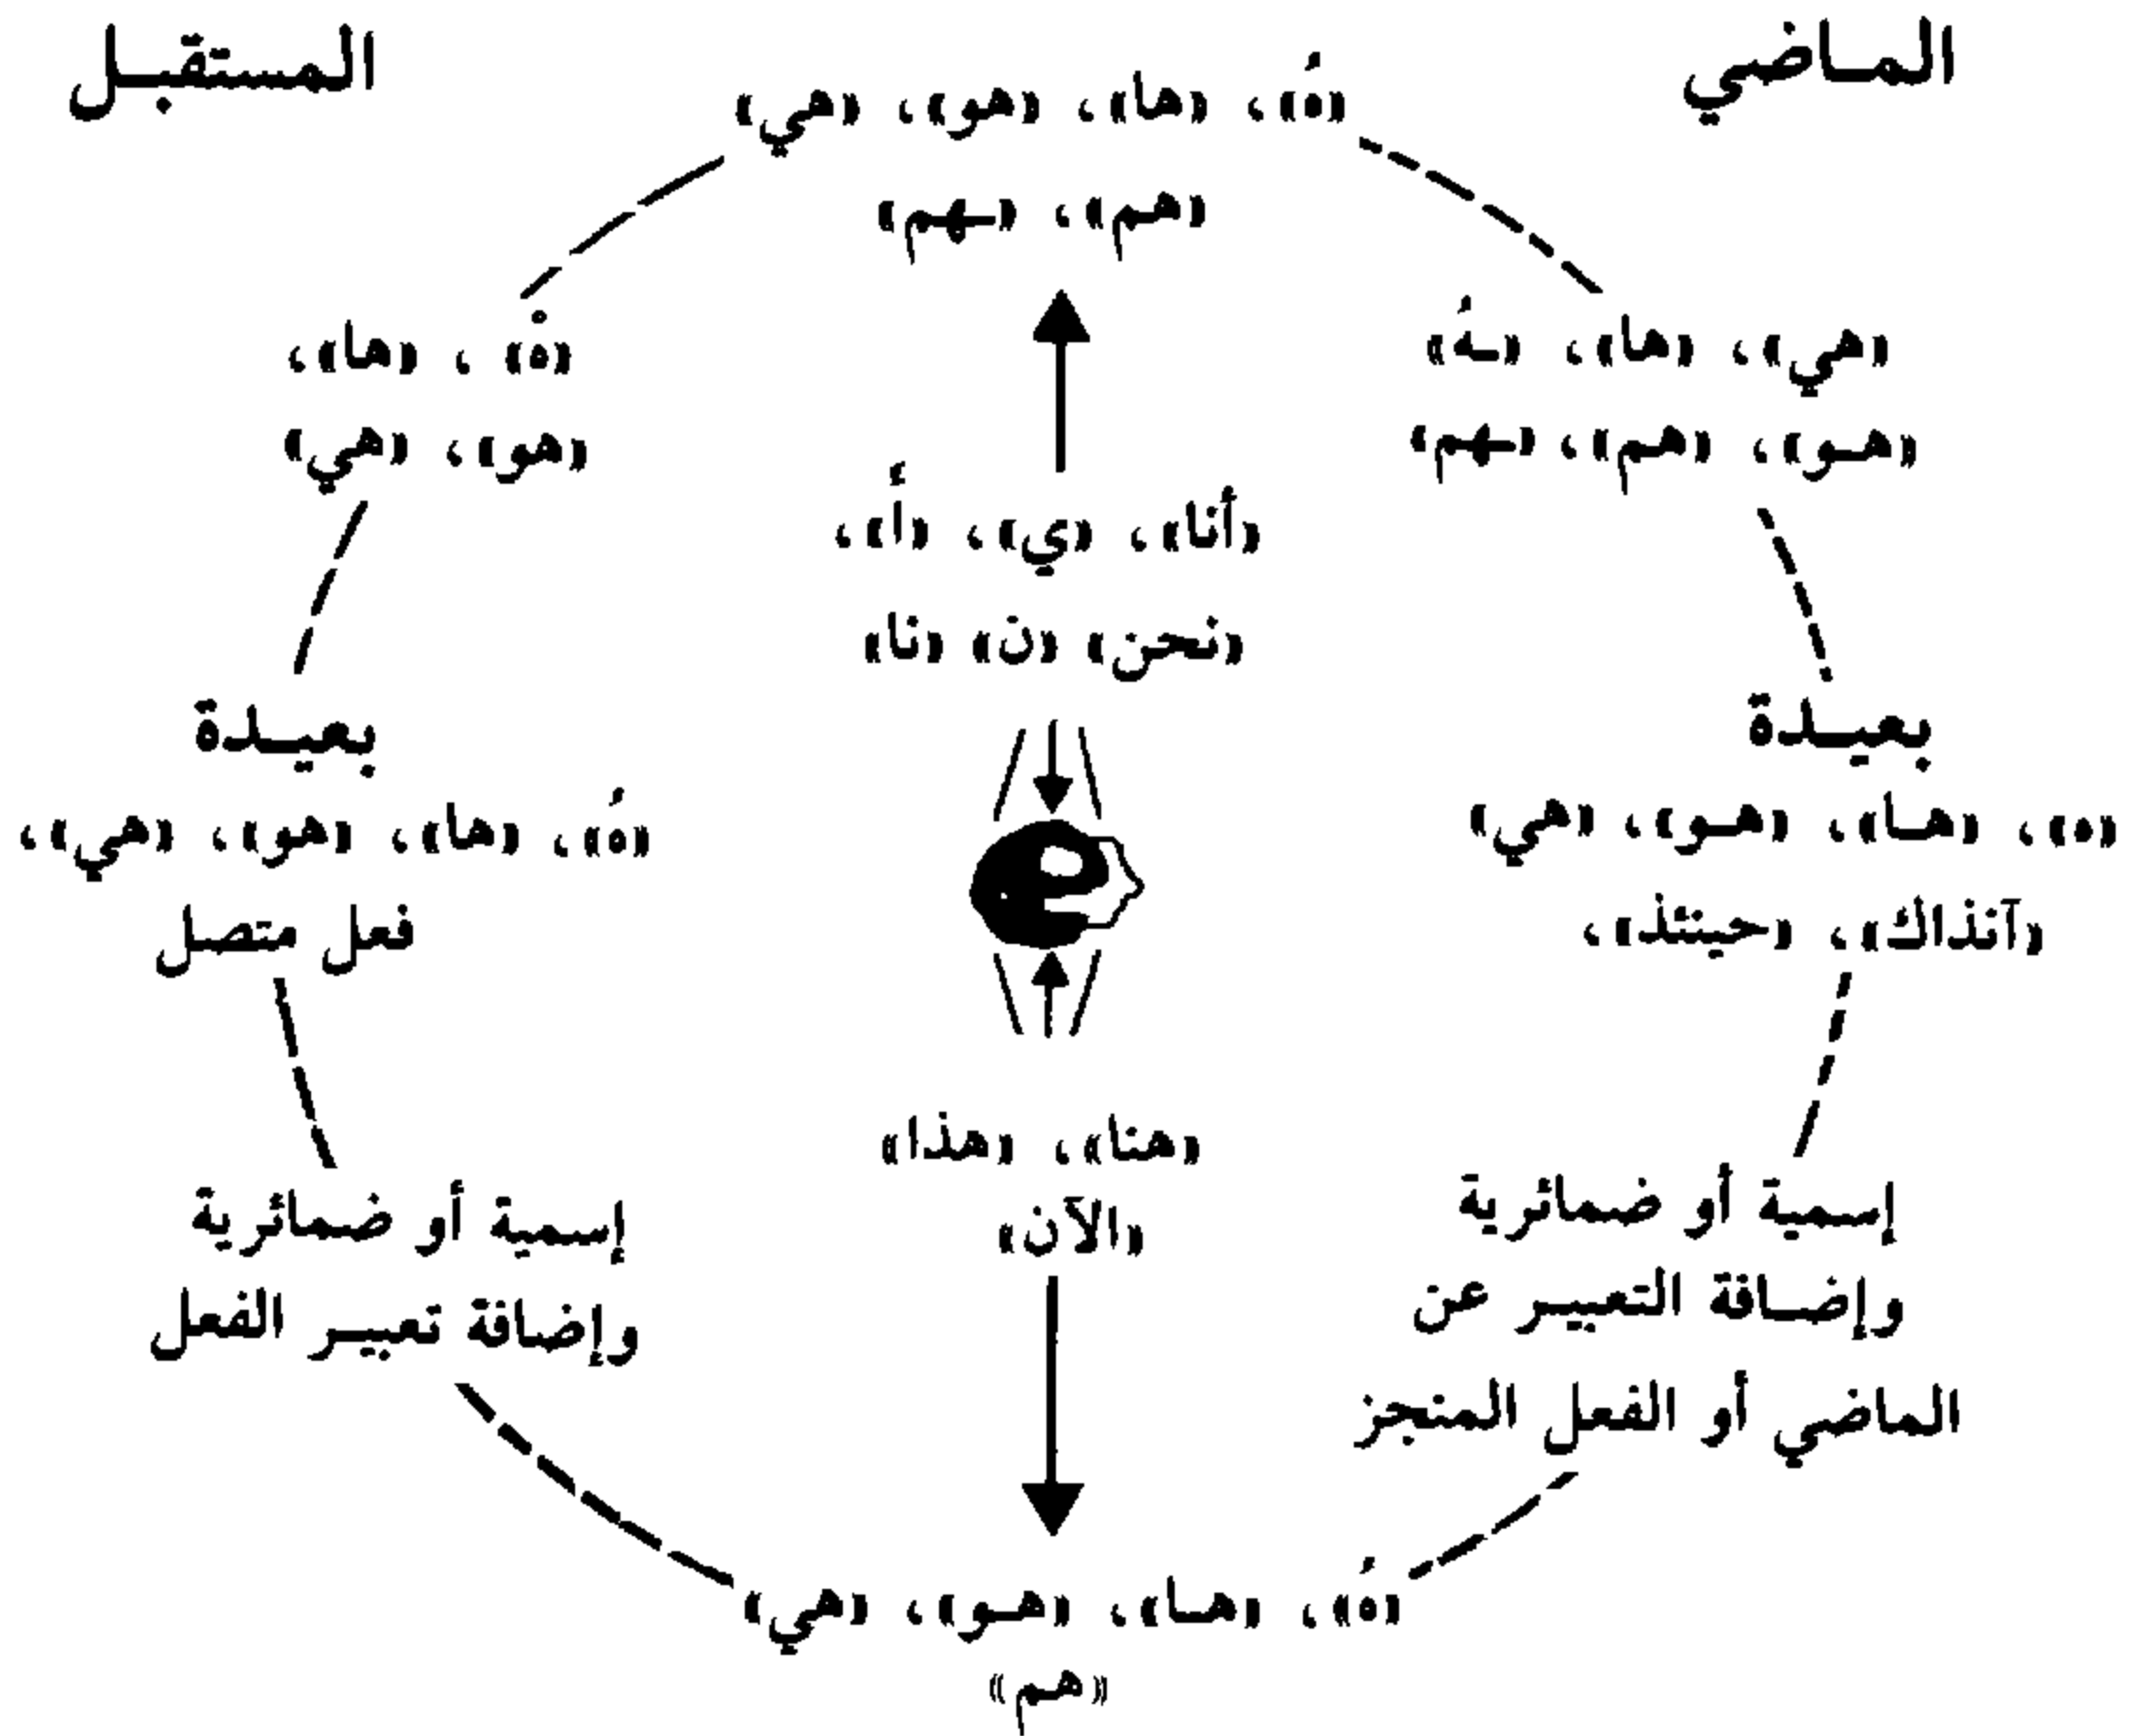 الماضي
المستقبل
«هُ»، «ها»، «هو»، «هي»
«هم»، «ـهم»
«هي»، «ها»، «ـهُ»
«هـو»، «هم»، «ـهم»
«هْ» ، «ها»،
«هو»، «هي»
«أنا»، «ي»، «أُ»،
«نحن» «ن» «نا»
بعيـدة
«ه»، «هـا»، «هـو»، «هي»
«آنذاك»، «حينئذ»،
بعيـدة
«هُ»، «ها»، «هو»، «هي»،
فعل متصل
«هنا»، «هذا»
«الآن»
إسمية أو ضمائرية
وإضـافة التعبيـر عن
الماضي أو الفعل المنجز
إسمية أو ضمائرية
وإضافة تعبيـر الفعل
«هُ»، «هـا»، «هـو»، «هي»
«هم»